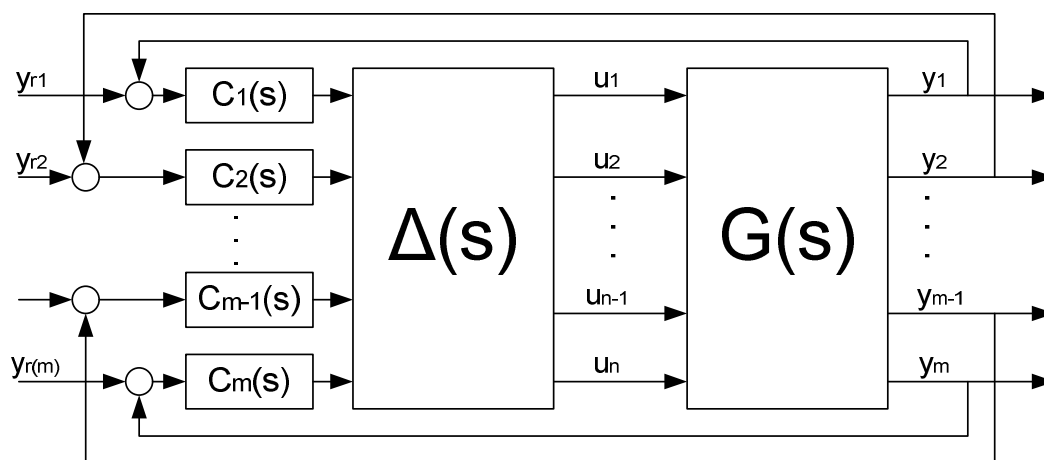 yr1
C1(s)
u1
y1
yr2
C2(s)
u2
y2
Δ(s)
G(s)
Cm-1(s)
un-1
ym-1
yr(m)
Cm(s)
un
ym